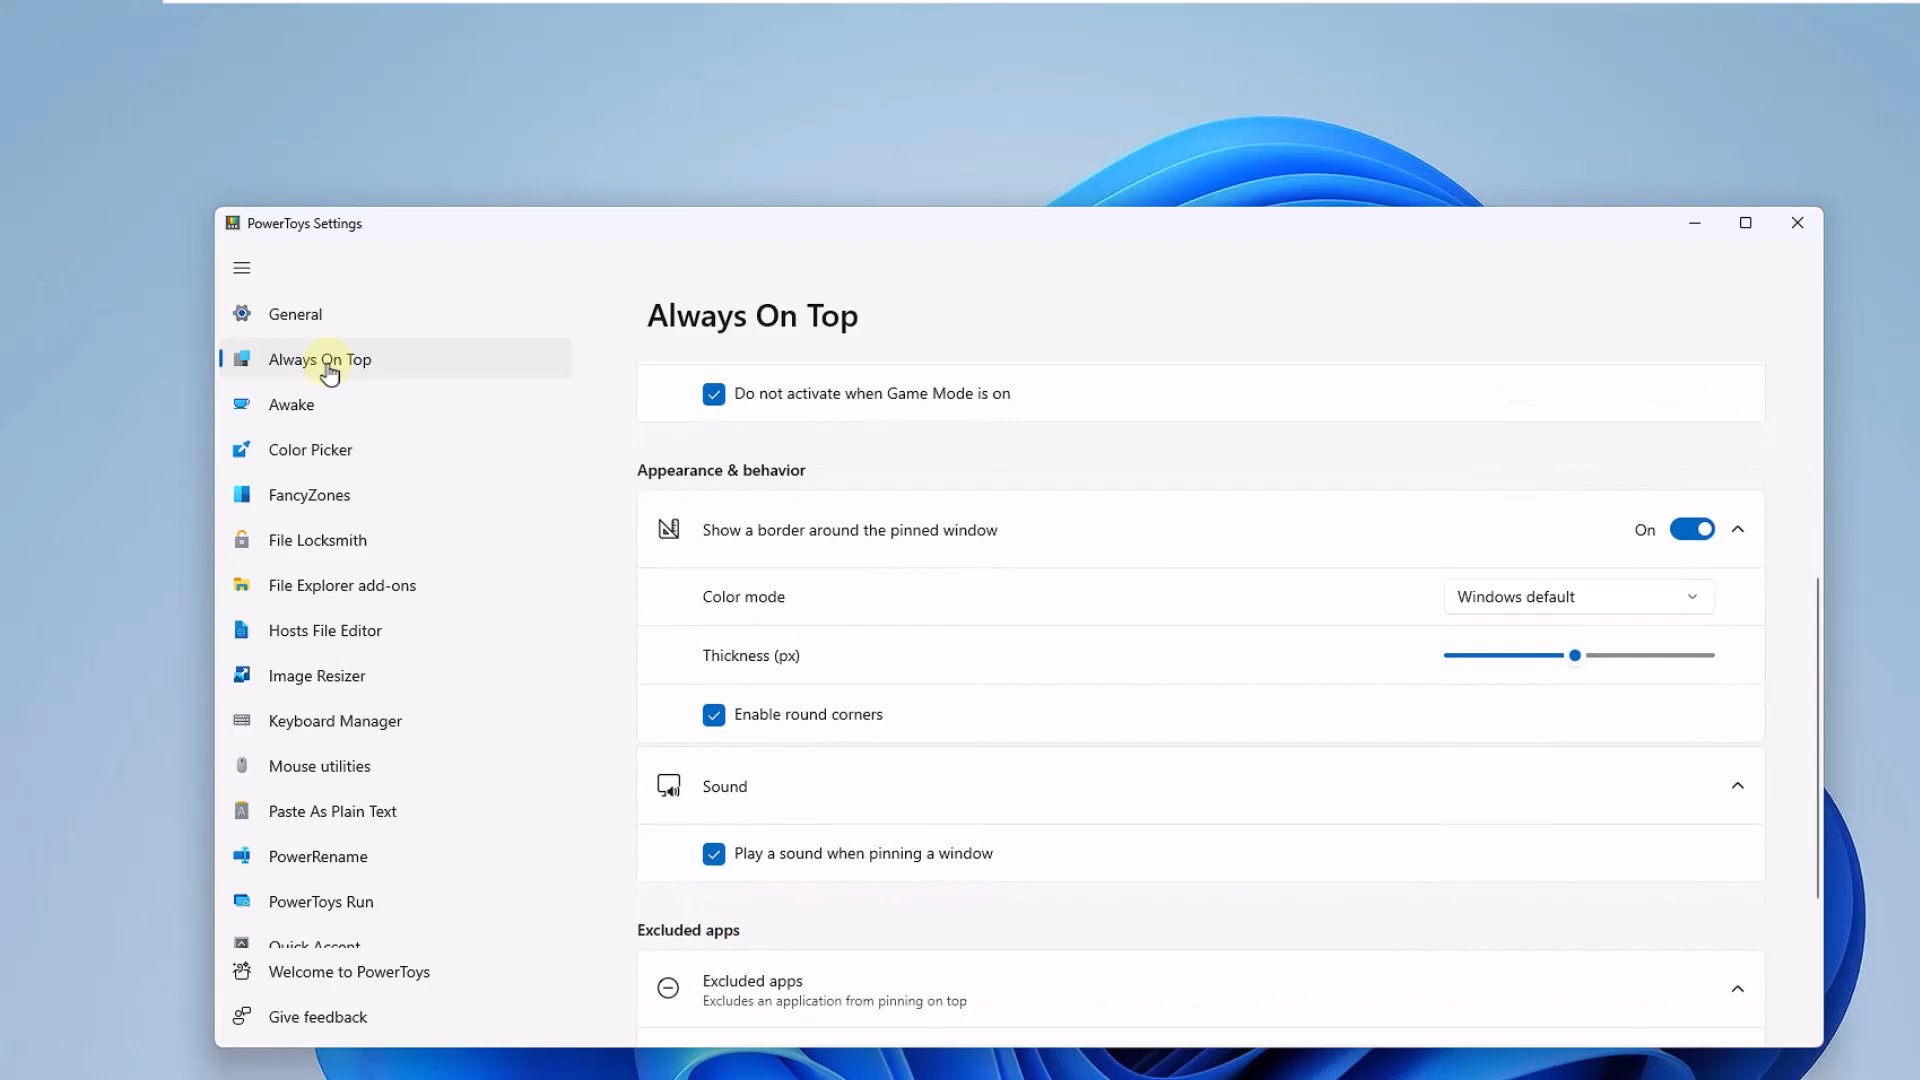 PowerToys Settings
General
Always On Top
Awake
Color Picker
FancyZones
File Locksmith
File Explorer add-ons
Hosts File Editor
Image Resizer
Keyboard Manager
Mouse utilities
Paste As Plain Text
PowerRename
PowerToys Run
Quick Accent
Welcome to PowerToys
Give feedback
Always On Top
Do not activate when Game Mode is on
Appearance & behavior
Show a border around the pinned window
On
Color mode
Windows default
Thickness (px)
Enable round corners
Sound
Play a sound when pinning a window
Excluded apps
Excluded apps
Excludes an application from pinning on top